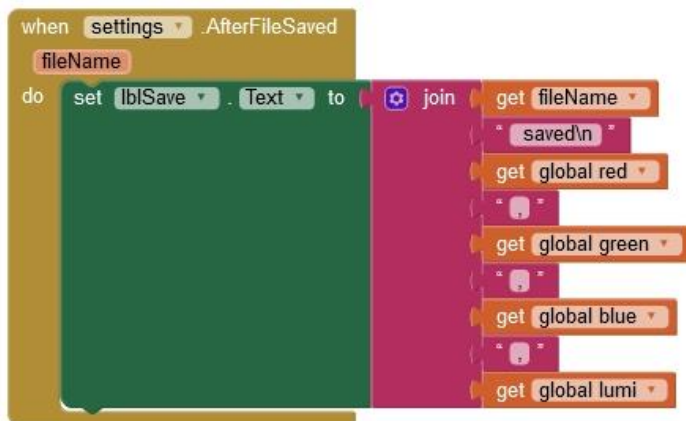 when settings .AfterFileSaved
fileName
do set lblSave . Text to join get fileName
" saved\n "
get global red
" , "
get global green
" , "
get global blue
" , "
get global lumi